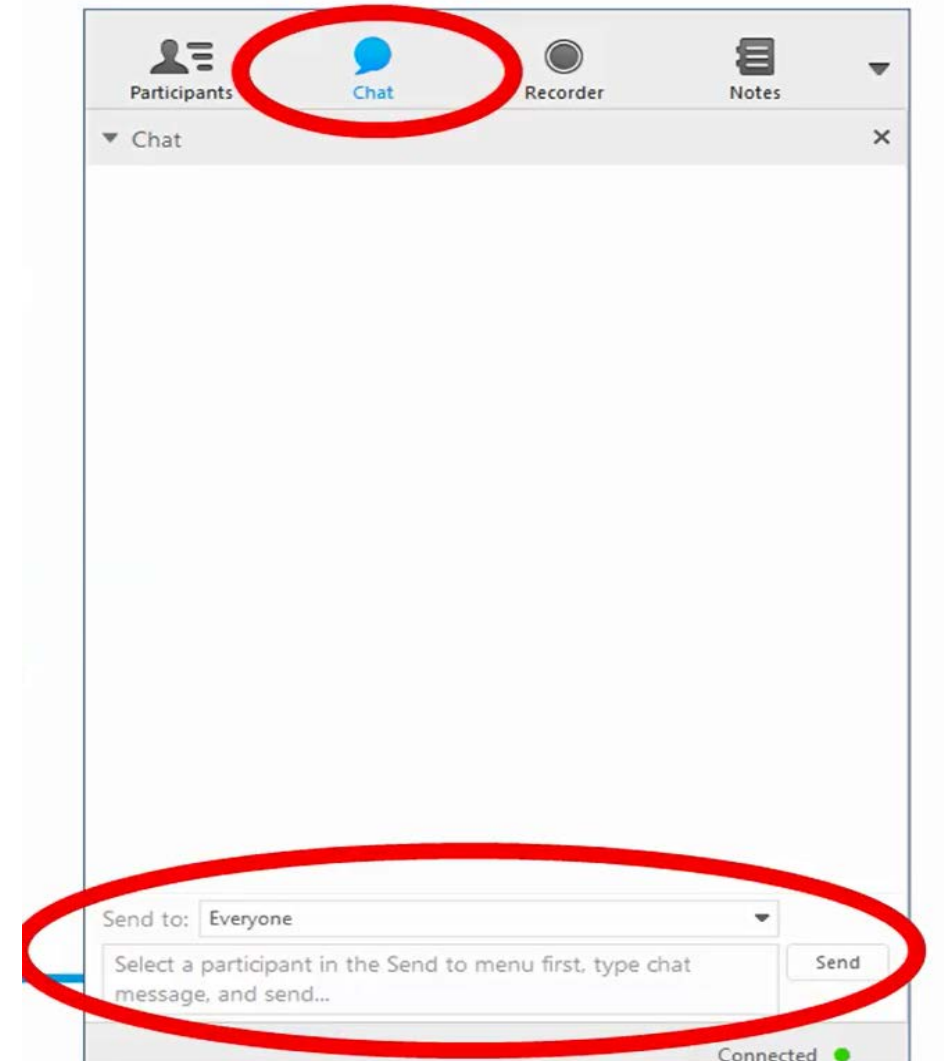 Participants Chat Recorder Notes
Chat
Send to: Everyone
Select a participant in the Send to menu first, type chat
message, and send...
Send
Connected